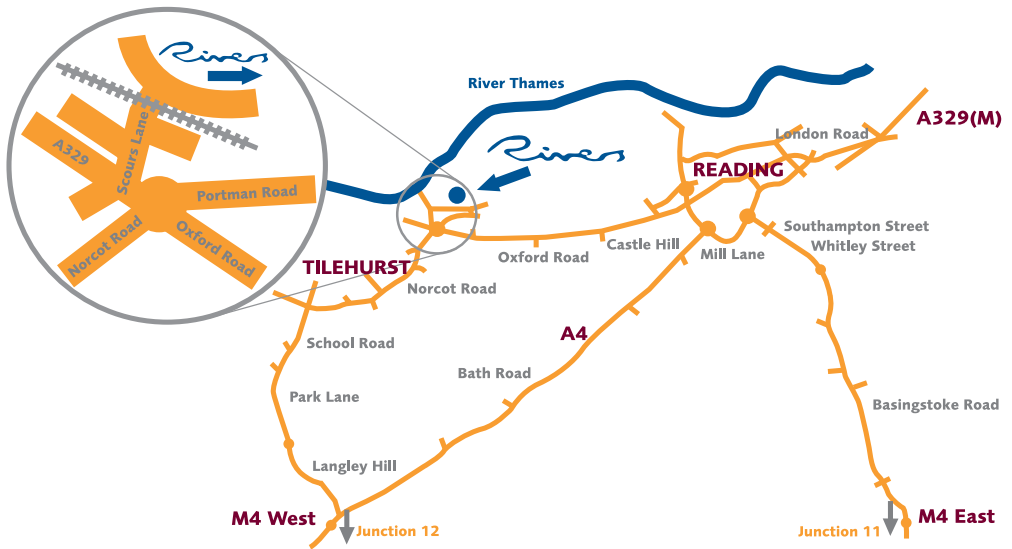 River
River Thames
A329(M)
London Road
River
READING
A329
Scours Lane
Portman Road
Southampton Street
Whitley Street
Castle Hill
Mill Lane
Oxford Road
Norcot Road
Oxford Road
TILEHURST
Norcot Road
A4
School Road
Bath Road
Park Lane
Basingstoke Road
Langley Hill
M4 West
Junction 12
Junction 11
M4 East